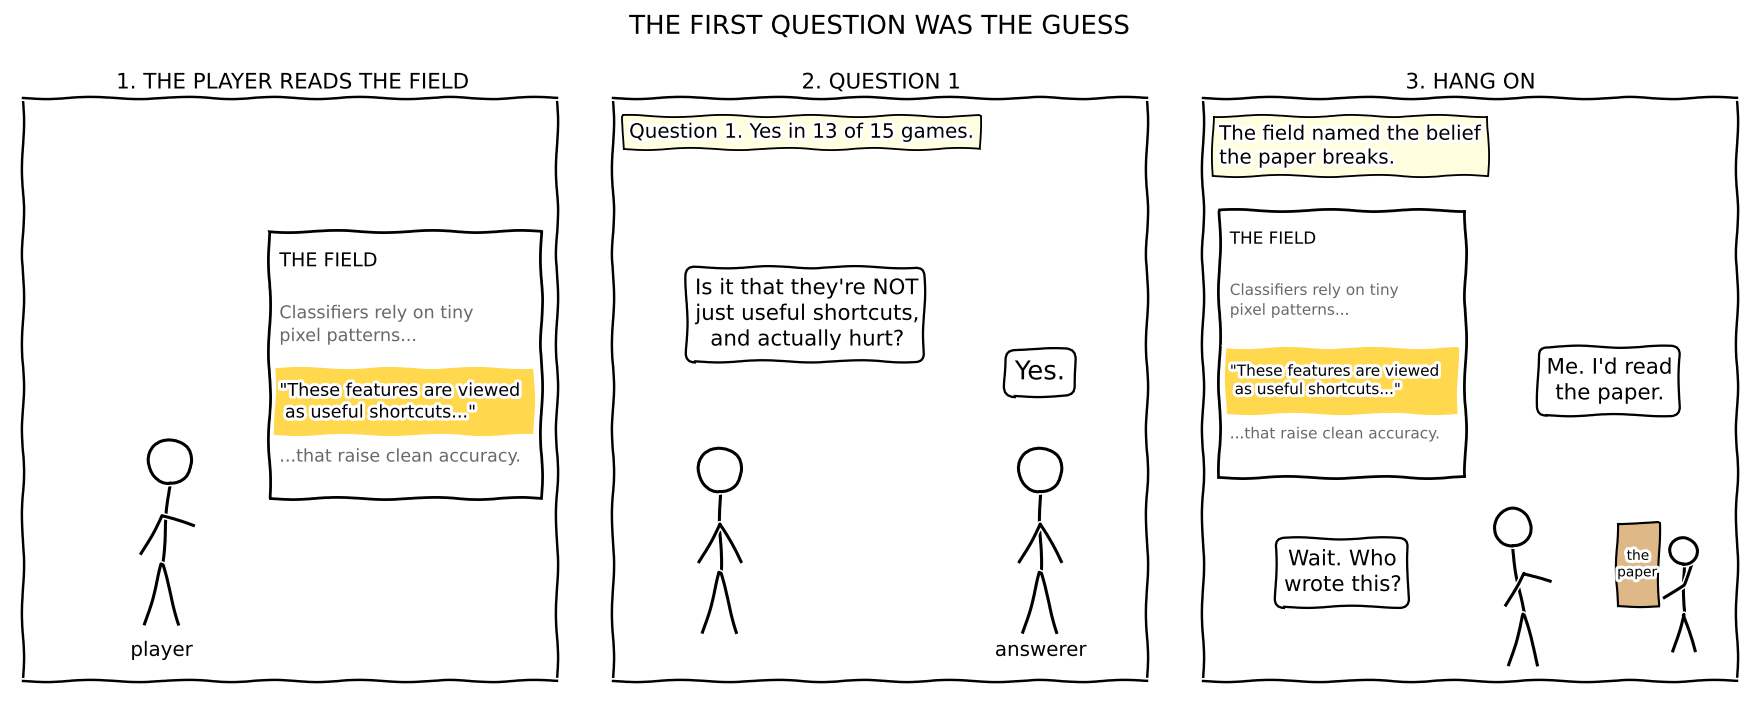 THE FIRST QUESTION WAS THE GUESS
1. THE PLAYER READS THE FIELD
THE FIELD
Classifiers rely on tiny
pixel patterns...
"These features are viewed
as useful shortcuts..."
...that raise clean accuracy.
player
2. QUESTION 1
Question 1. Yes in 13 of 15 games.
Is it that they're NOT
just useful shortcuts,
and actually hurt?
Yes.
answerer
3. HANG ON
The field named the belief
the paper breaks.
THE FIELD
Classifiers rely on tiny
pixel patterns...
"These features are viewed
as useful shortcuts..."
...that raise clean accuracy.
Me. I'd read
the paper.
Wait. Who
wrote this?
the
paper